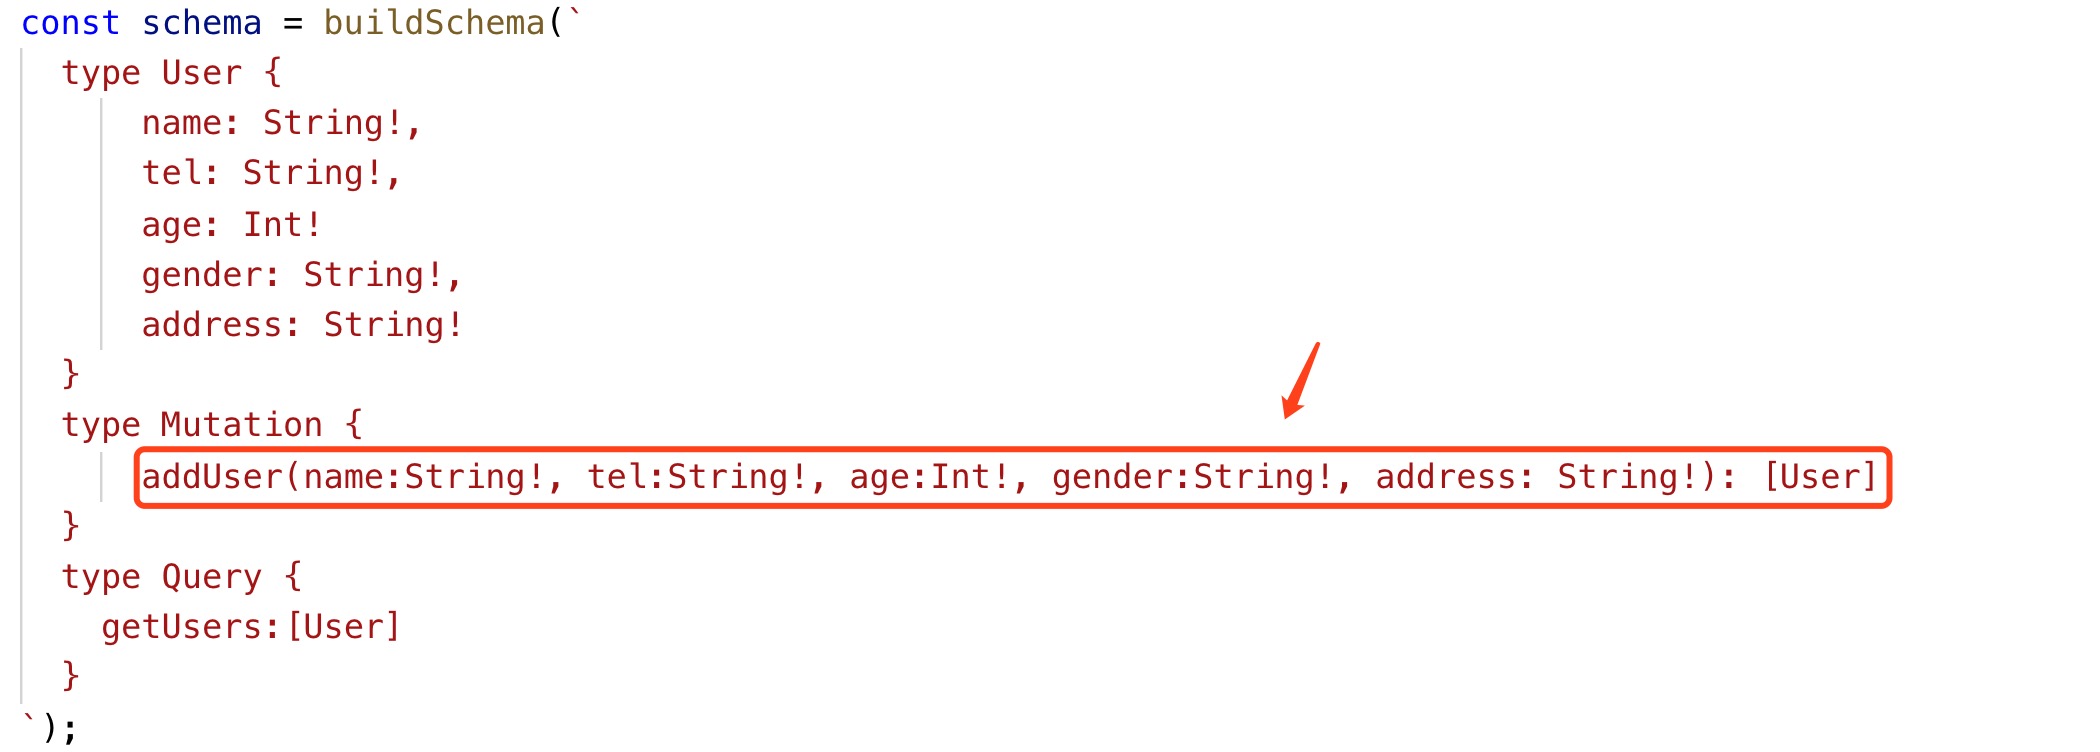 const schema = buildSchema(`
type User {
name: String!,
tel: String!,
age: Int!
gender: String!,
address: String!
}
type Mutation {
addUser(name:String!, tel:String!, age:Int!, gender:String!, address: String!): [User]
}
type Query {
getUsers:[User]
}
`);